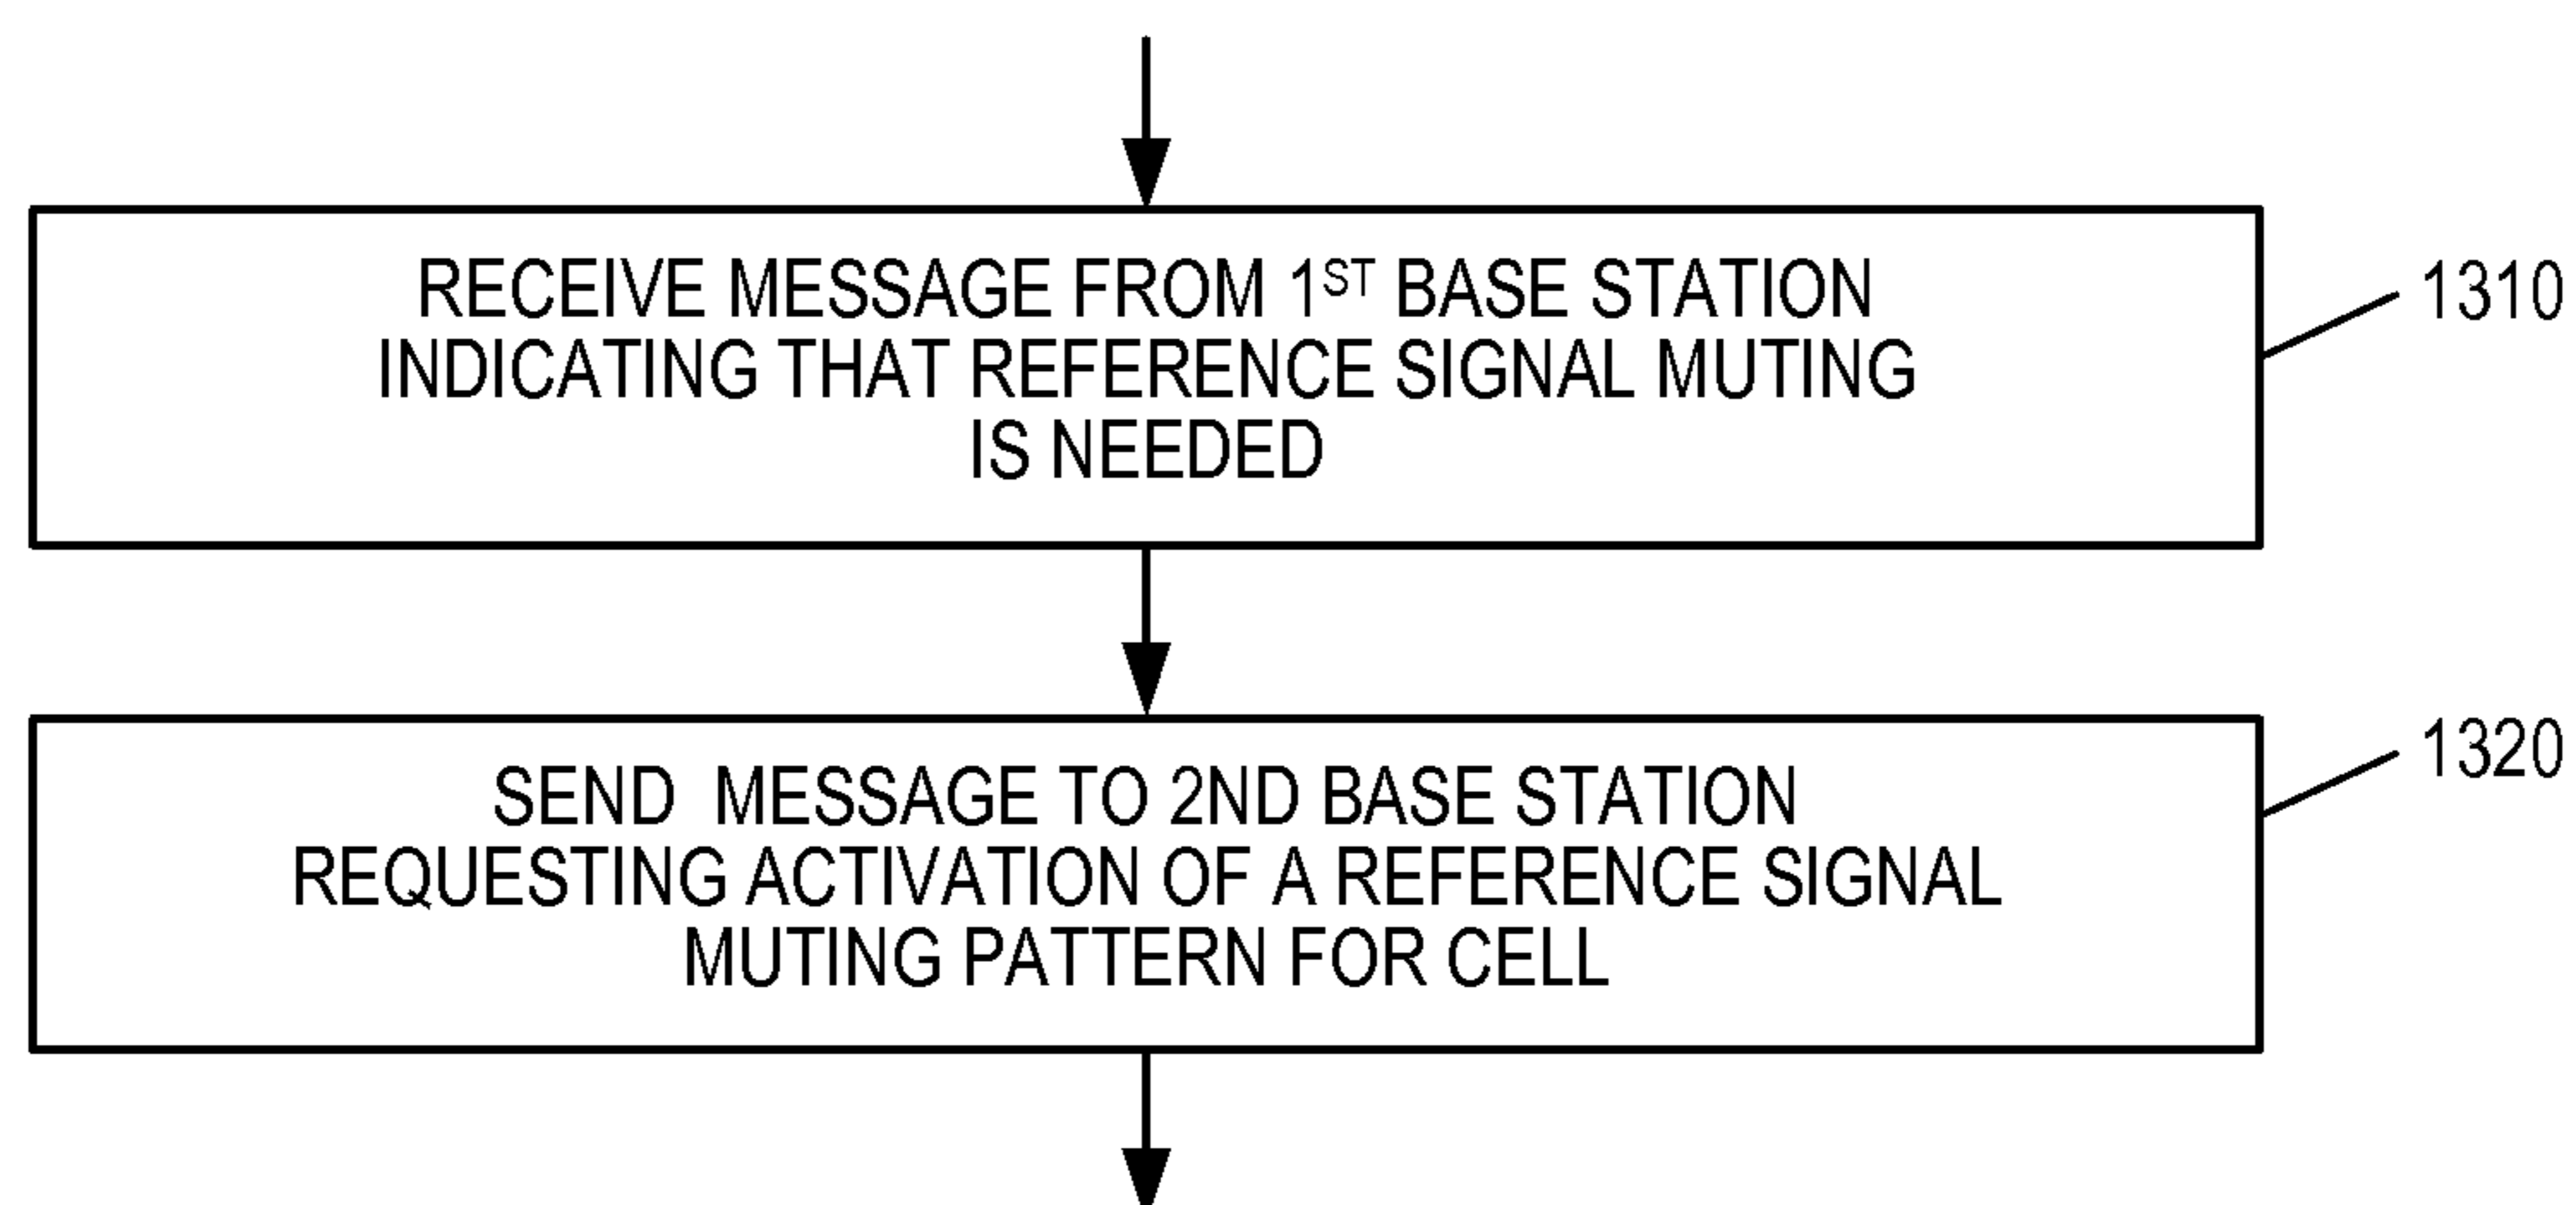 RECEIVE MESSAGE FROM 1ST BASE STATION
INDICATING THAT REFERENCE SIGNAL MUTING
IS NEEDED
1310
SEND  MESSAGE TO 2ND BASE STATION
REQUESTING ACTIVATION OF A REFERENCE SIGNAL
MUTING PATTERN FOR CELL
1320